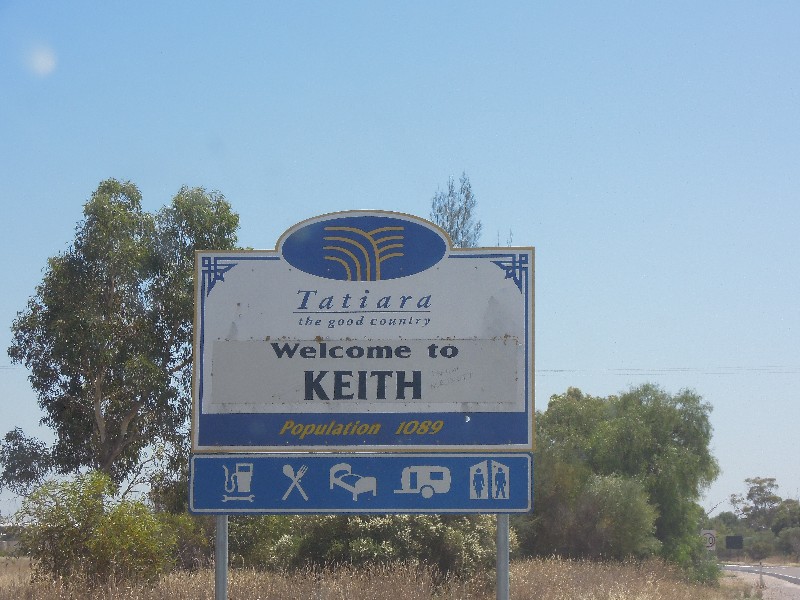 Tatiara
the good country
Welcome to
KEITH
Population 1089